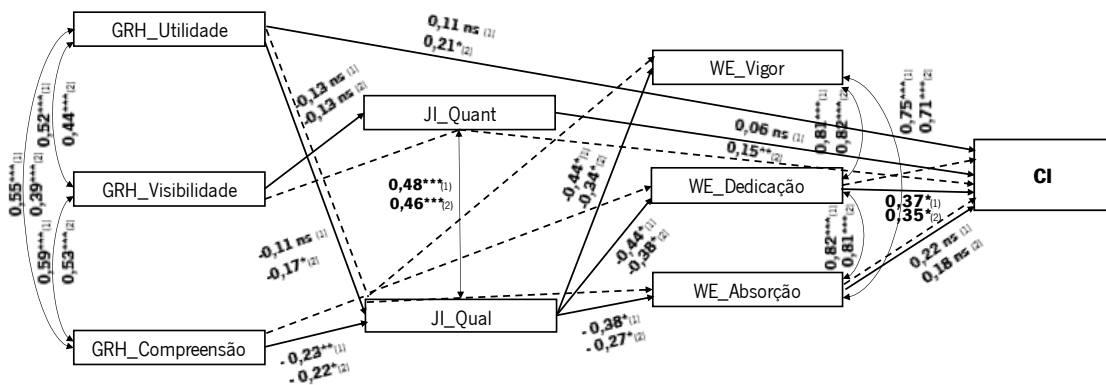 GRH_Utilidade
0,11 ns (1)
0,21*(2)
WE_Vigor
-0,13 ns (1)
-0,13 ns (2)
JI_Quant
0,52***(1)
0,44***(2)
0,55***(1)
0,39***(2)
0,59***(1)
0,53***(2)
GRH_Visibilidade
0,48***(1)
0,46***(2)
-0,44*(1)
-0,34*(2)
0,06 ns (1)
0,15**(2)
0,81***(1)
0,82***(2)
0,75***(1)
0,71***(2)
CI
WE_Dedicação
0,37*(1)
0,35*(2)
-0,11 ns (1)
-0,17*(2)
-0,44*(1)
-0,38*(2)
0,82***(1)
0,81***(2)
0,22 ns (1)
0,18 ns (2)
WE_Absorção
JI_Qual
- 0,38*(1)
- 0,27*(2)
GRH_Compreensão
- 0,23**(1)
- 0,22*(2)